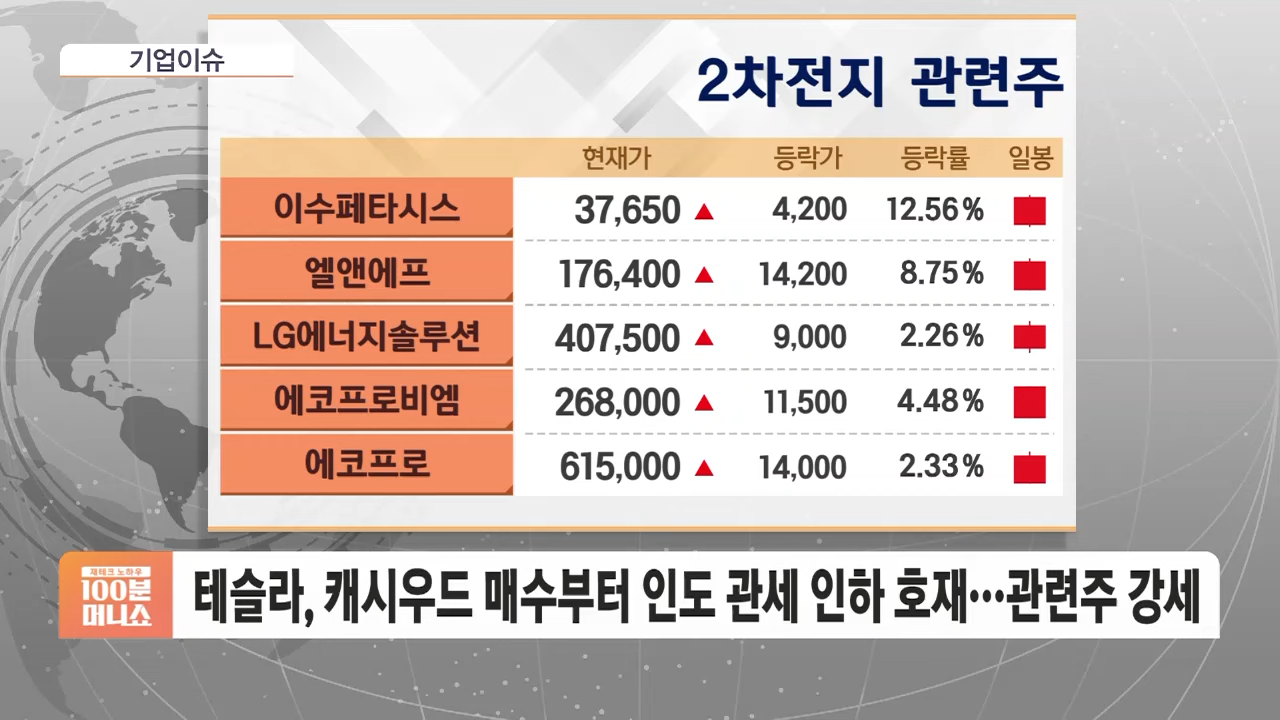 기업이슈
2차전지 관련주
현재가 등락가 등락률 일봉
이수페타시스 37,650 ▲ 4,200 12.56%
엘앤에프 176,400 ▲ 14,200 8.75%
LG에너지솔루션 407,500 ▲ 9,000 2.26%
에코프로비엠 268,000 ▲ 11,500 4.48%
에코프로 615,000 ▲ 14,000 2.33%
재테크 노하우
100분
머니쇼
테슬라, 캐시우드 매수부터 인도 관세 인하 호재…관련주 강세